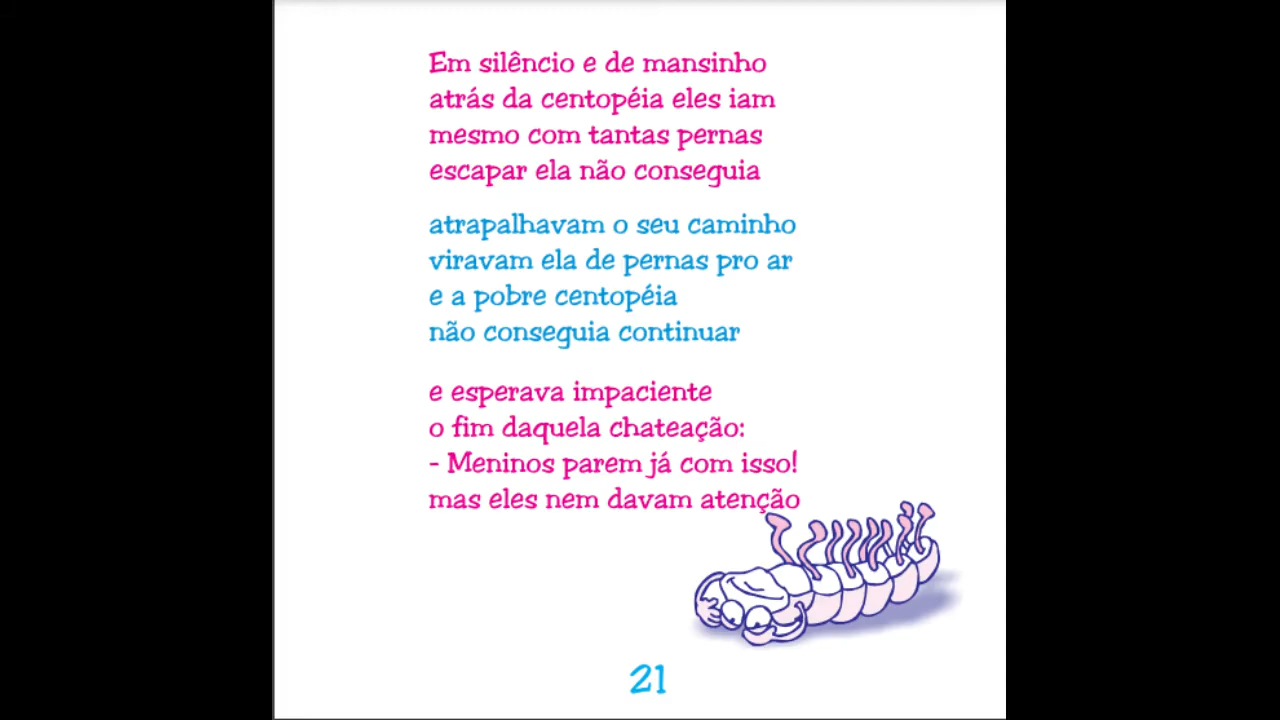 Em silêncio e de mansinho
atrás da centopéia eles iam
mesmo com tantas pernas
escapar ela não conseguia
atrapalhavam o seu caminho
viravam ela de pernas pro ar
e a pobre centopéia
não conseguia continuar
e esperava impaciente
o fim daquela chateação:
- Meninos parem já com isso!
mas eles nem davam atenção
21